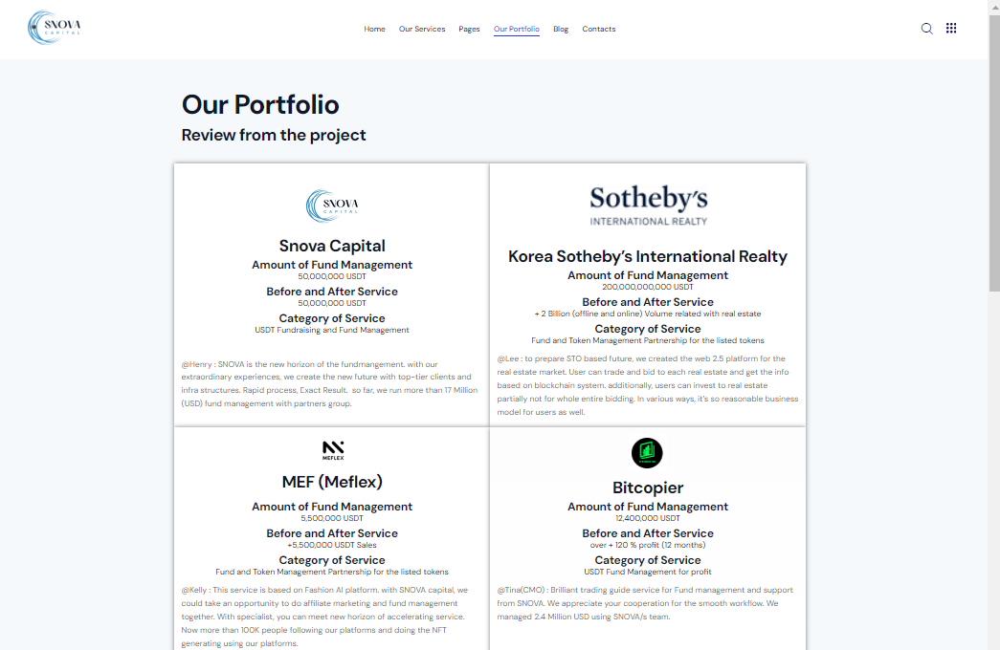 SNOVA
CAPITAL
Home Our Services Pages Our Portfolio Blog Contacts
Our Portfolio
Review from the project
SNOVA
CAPITAL
Snova Capital
Amount of Fund Management
50,000,000 USDT
Before and After Service
50,000,000 USDT
Category of Service
USDT Fundraising and Fund Management
@Henry : SNOVA is the new horizon of the fundmangement. with our
extraordinary experiences, we create the new future with top-tier clients and
infra structures. Rapid process, Exact Result. so far, we run more than 17 Million
(USD) fund management with partners group.
Sotheby's
INTERNATIONAL REALTY
Korea Sotheby's International Realty
Amount of Fund Management
200,000,000,000 USDT
Before and After Service
+ 2 Billion (offline and online) Volume related with real estate
Category of Service
Fund and Token Management Partnership for the listed tokens
@Lee : to prepare STO based future, we created the web 2.5 platform for the
real estate market. User can trade and bid to each real estate and get the info
based on blockchain system. additionally, users can invest to real estate
partially not for whole entire bidding. In various ways, it's so reasonable business
model for users as well.
MEFLEX
MEF (Meflex)
Amount of Fund Management
5,500,000 USDT
Before and After Service
+5,500,000 USDT Sales
Category of Service
Fund and Token Management Partnership for the listed tokens
@Kelly : This service is based on Fashion AI platform. with SNOVA capital, we
could take an opportunity to do affiliate marketing and fund management
together. With specialist, you can meet new horizon of accelerating service.
Now more than 100K people following our platforms and doing the NFT
generating using our platforms.
Bitcopier
Amount of Fund Management
12,400,000 USDT
Before and After Service
over + 120 % profit (12 months)
Category of Service
USDT Fund Management for profit
@Tina(CMO) : Brilliant trading guide service for Fund management and support
from SNOVA. We appreciate your cooperation for the smooth workflow. We
managed 2.4 Million USD using SNOVA/s team.